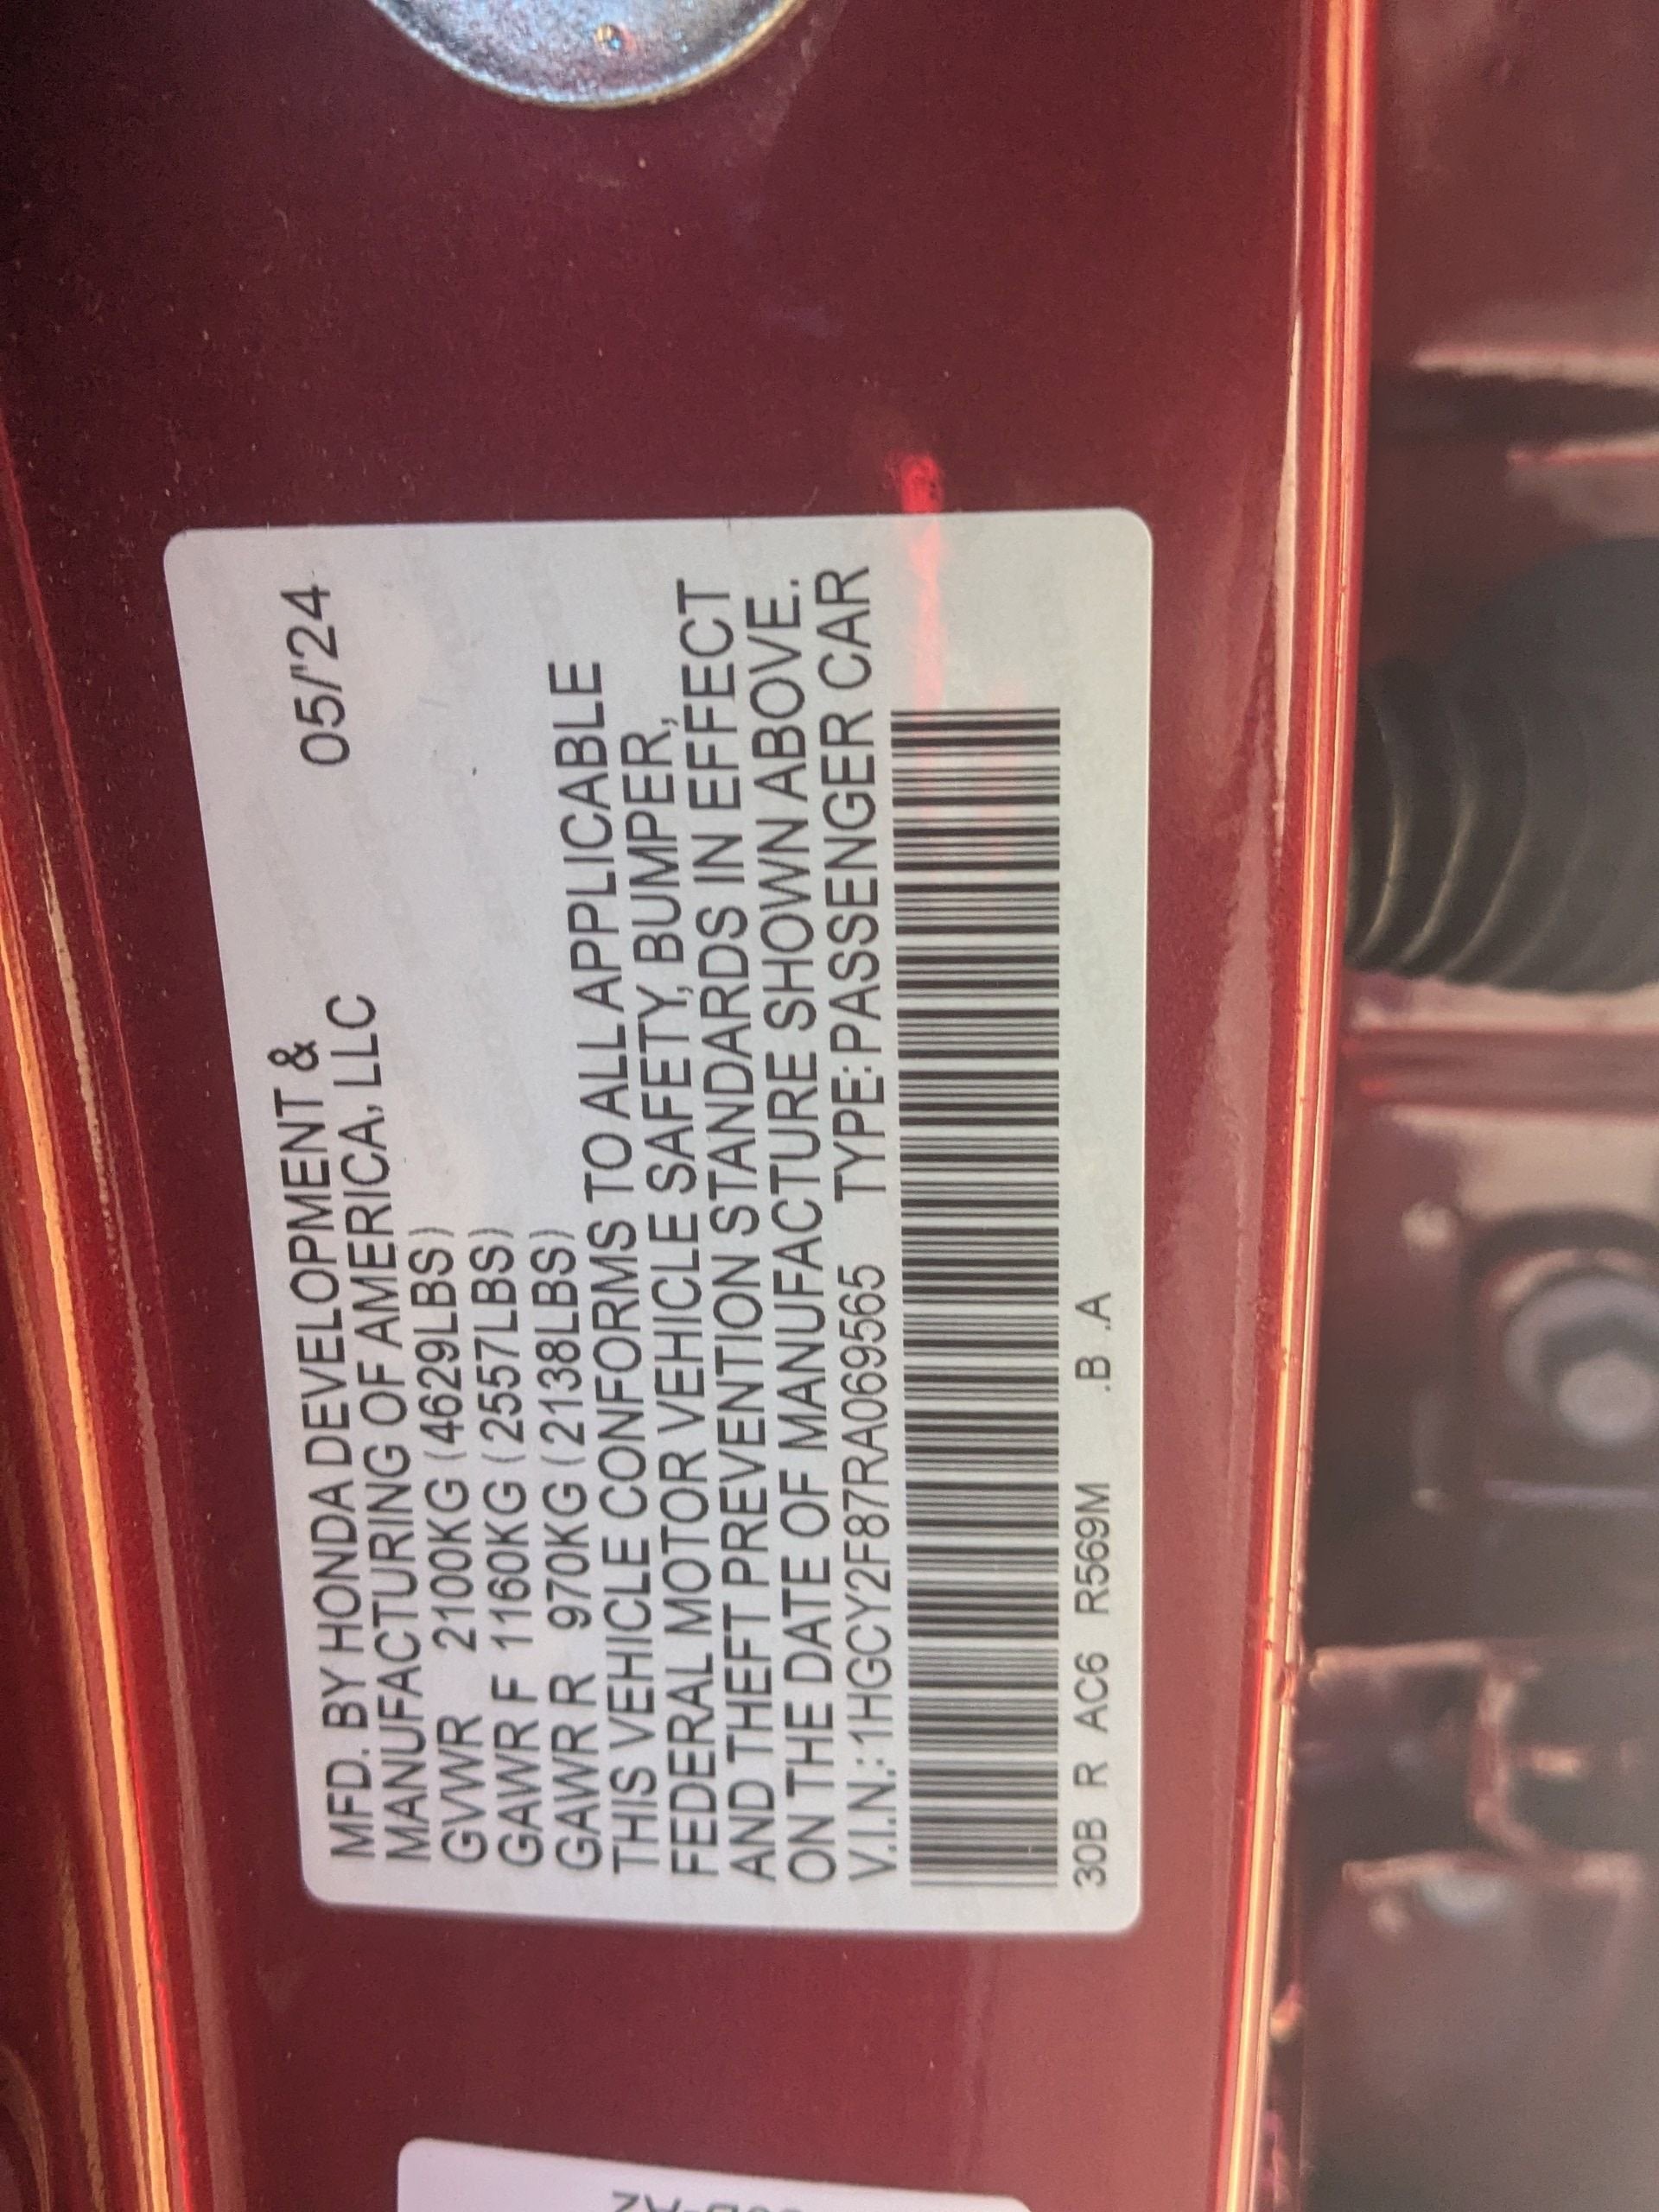 MFD. BY HONDA DEVELOPMENT & 05/'24
MANUFACTURING OF AMERICA, LLC
GVWR 2100KG (4629LBS)
GAWR F 1160KG (2557LBS)
GAWR R 970KG (2138LBS)
THIS VEHICLE CONFORMS TO ALL APPLICABLE
FEDERAL MOTOR VEHICLE SAFETY, BUMPER,
AND THEFT PREVENTION STANDARDS IN EFFECT
ON THE DATE OF MANUFACTURE SHOWN ABOVE.
V.I.N.: 1HGCY2F87RA069565 TYPE: PASSENGER CAR
30B R AC6 R569M .B .A